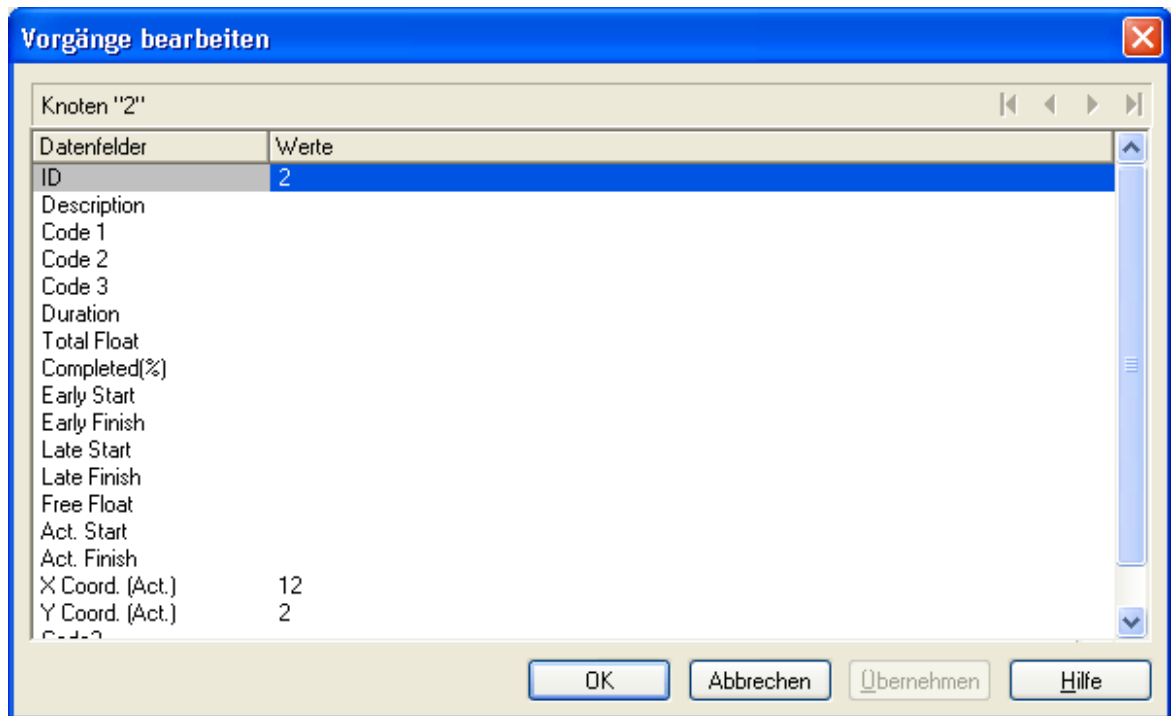 Vorgänge bearbeiten
Knoten "2"
Datenfelder Werte
ID 2
Description
Code 1
Code 2
Code 3
Duration
Total Float
Completed(%)
Early Start
Early Finish
Late Start
Late Finish
Free Float
Act. Start
Act. Finish
X Coord. (Act.) 12
Y Coord. (Act.) 2
OK Abbrechen Übernehmen Hilfe